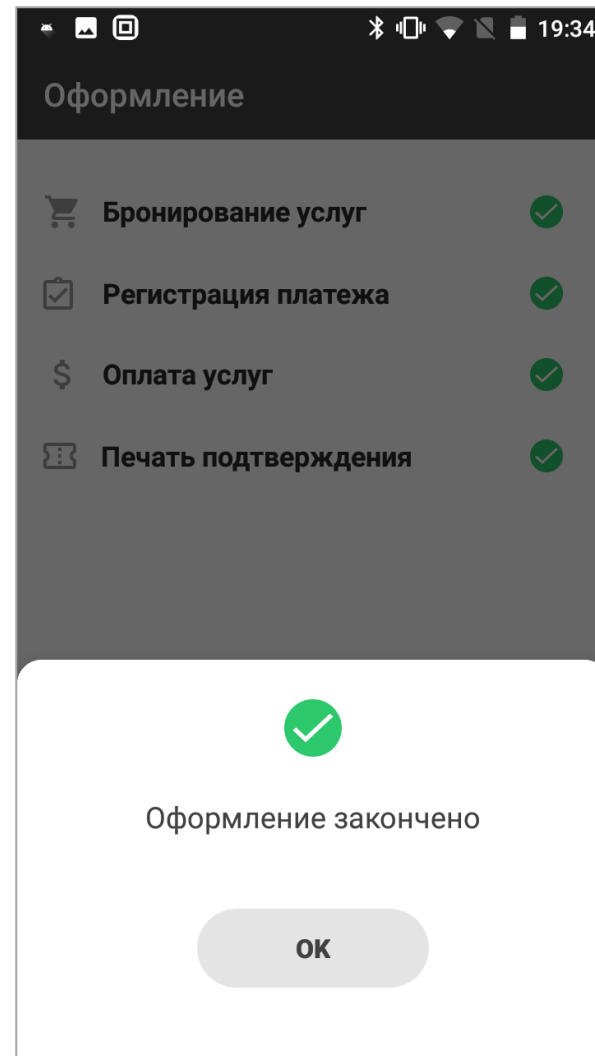 19:34
Оформление
Бронирование услуг
Регистрация платежа
$ Оплата услуг
Печать подтверждения
Оформление закончено
OK